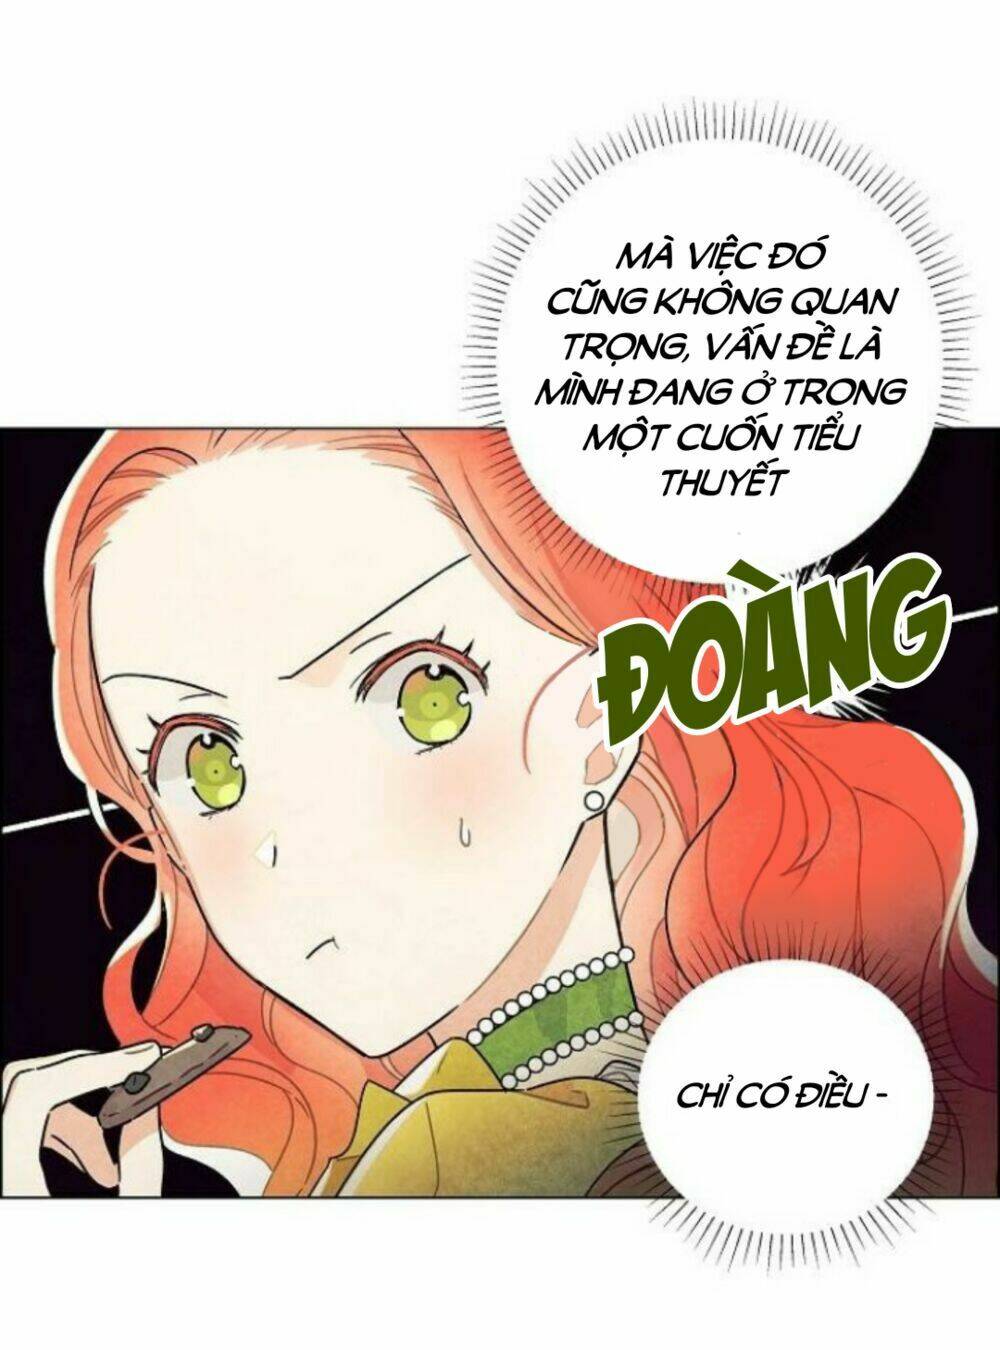 MÀ VIỆC ĐÓ
CŨNG KHÔNG QUAN
TRỌNG, VẤN ĐỀ LÀ
MÌNH ĐANG Ở TRONG
MỘT CUỐN TIỂU
THUYẾT
ĐOÀNG
CHỈ CÓ ĐIỀU -